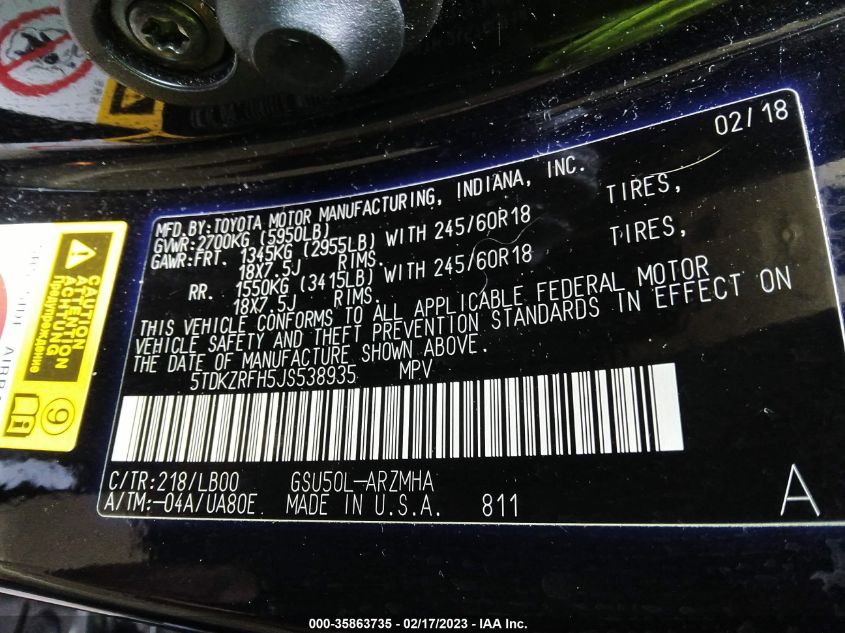 02/18
MFD. BY: TOYOTA MOTOR MANUFACTURING, INDIANA, INC.
GVWR: 2700KG (5950LB)
GAWR: FRT. 1345KG (2955LB) WITH 245/60R18 TIRES,
18X7.5J RIMS.
RR. 1550KG (3415LB) WITH 245/60R18 TIRES,
18X7.5J RIMS.
THIS VEHICLE CONFORMS TO ALL APPLICABLE FEDERAL MOTOR
VEHICLE SAFETY AND THEFT PREVENTION STANDARDS IN EFFECT ON
THE DATE OF MANUFACTURE SHOWN ABOVE.
5TDKZRFH5JS538935 MPV
C/TR:218/LB00 GSU50L-ARZMHA
A/TM:-04A/UA80E MADE IN U.S.A. 811
A
CAUTION
ATTENTION
ACHTUNG
Предупреждение
9
000-35863735 - 02/17/2023 - IAA Inc.